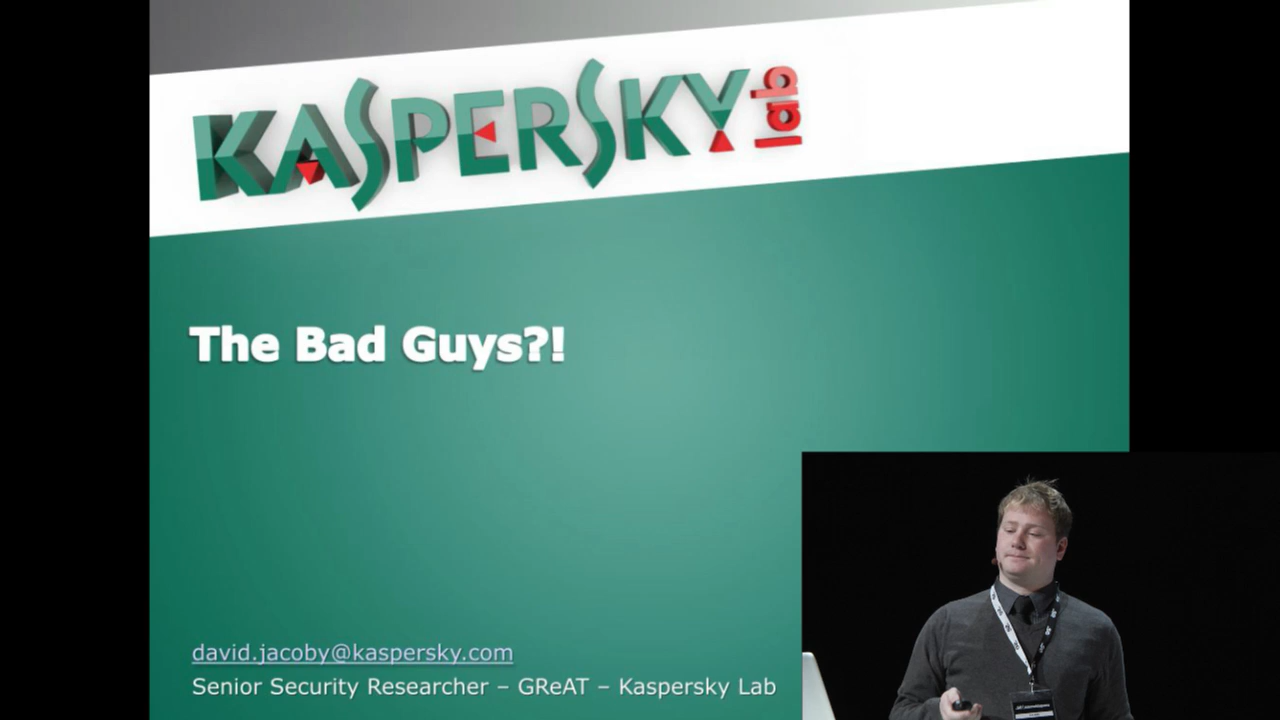 KASPERSKY lab
The Bad Guys?!
david.jacoby@kaspersky.com
Senior Security Researcher – GReAT – Kaspersky Lab